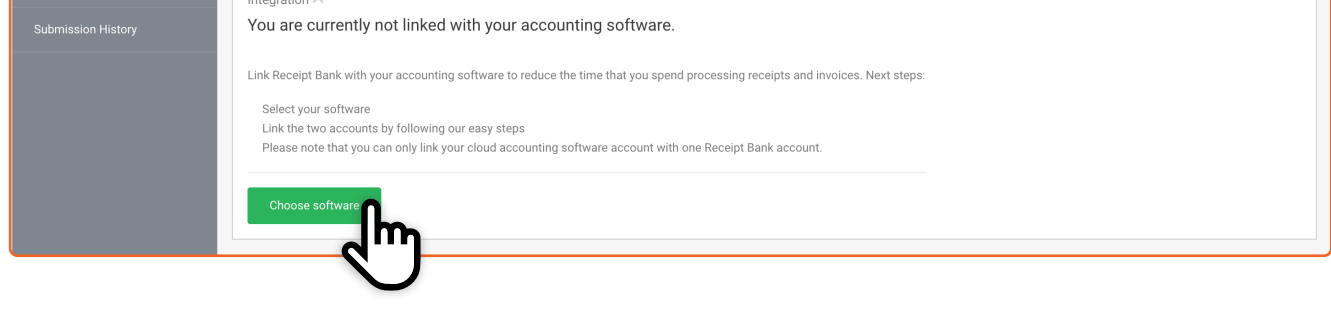 Integration
Submission History
You are currently not linked with your accounting software.
Link Receipt Bank with your accounting software to reduce the time that you spend processing receipts and invoices. Next steps:
Select your software
Link the two accounts by following our easy steps
Please note that you can only link your cloud accounting software account with one Receipt Bank account.
Choose software